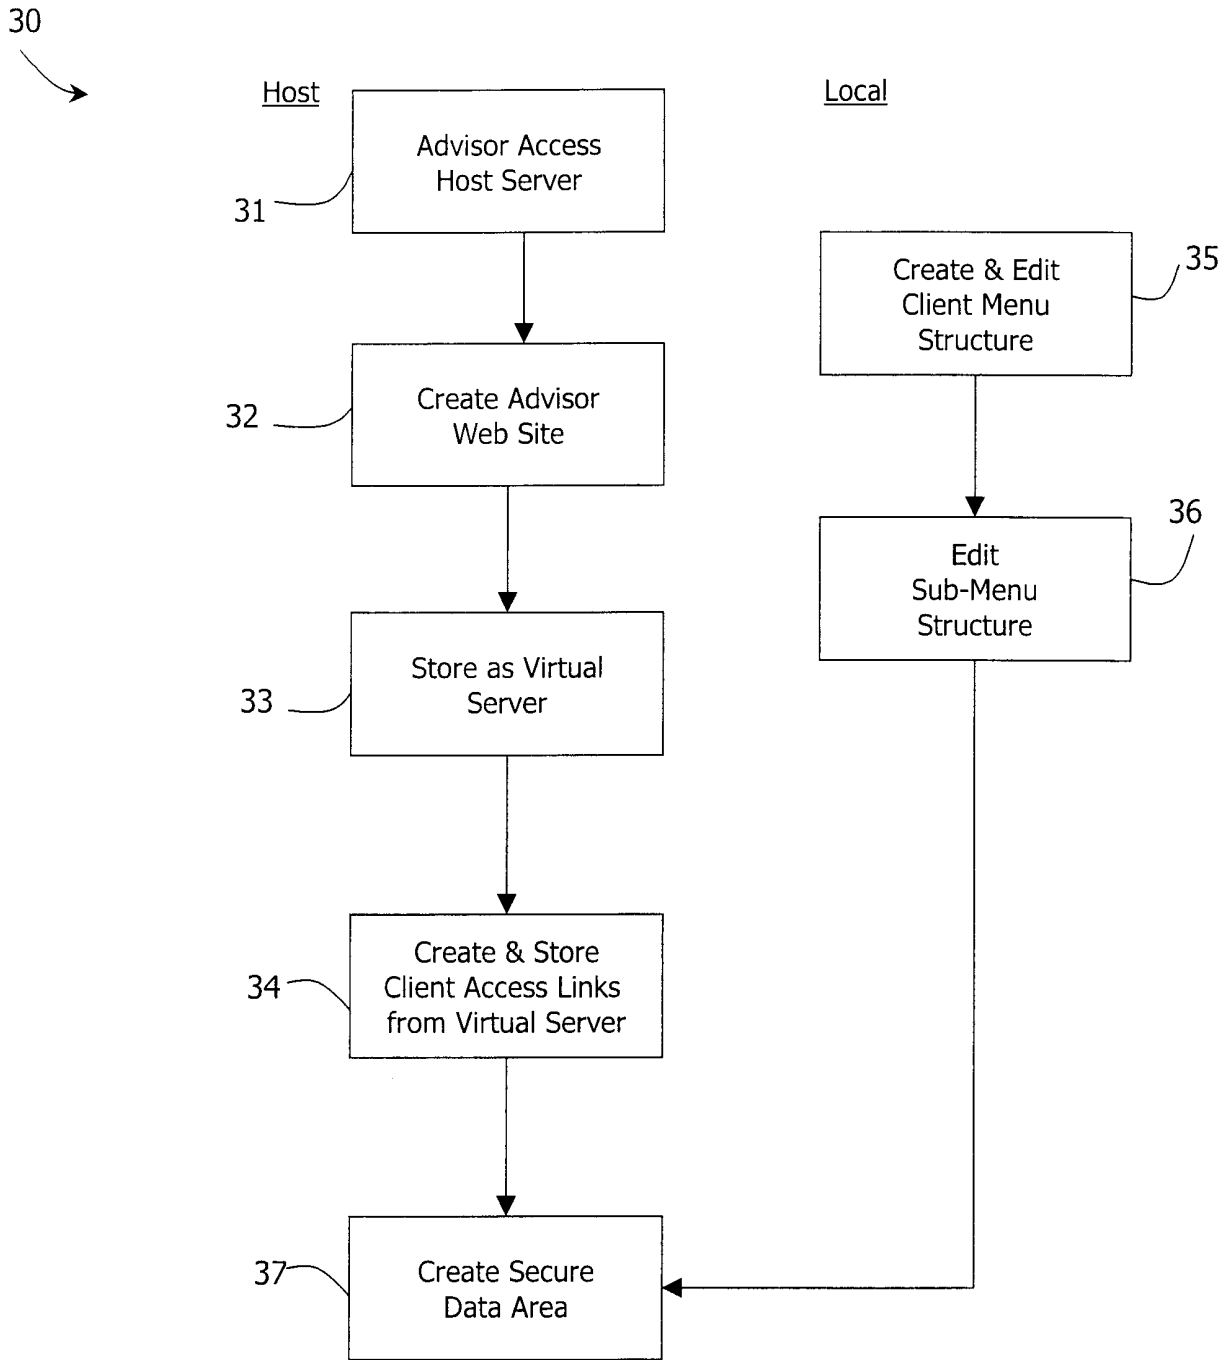 30
Host
Local
Advisor Access
Host Server
31
Create & Edit
Client Menu
Structure
35
Create Advisor
Web Site
32
Edit
Sub-Menu
Structure
36
Store as Virtual
Server
33
Create & Store
Client Access Links
from Virtual Server
34
Create Secure
Data Area
37